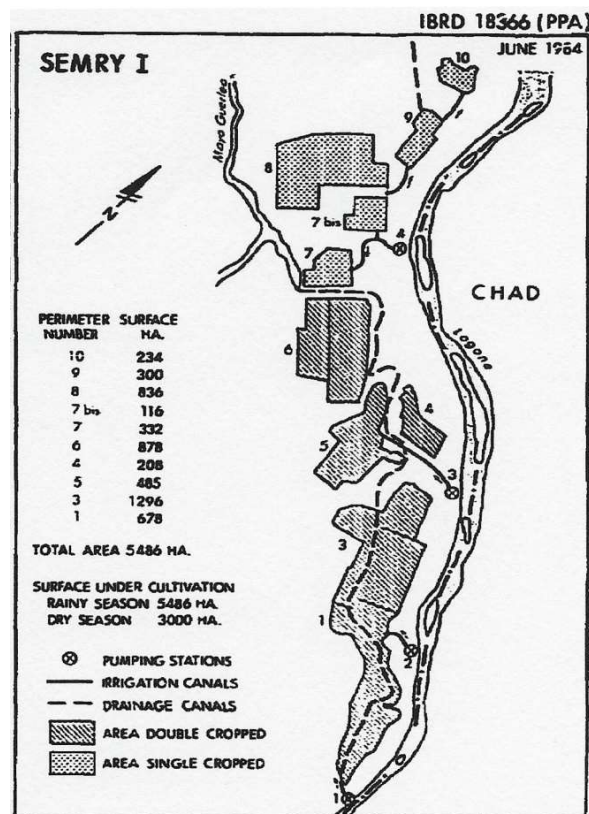 IBRD 18366 (PPA)
JUNE 1984
SEMRY I
Mayo Guerleo
N
10
9
8
7 bis
4
7
CHAD
Logone
6
4
5
3
3
1
2
1
PERIMETER NUMBER SURFACE HA.
10 234
9 300
8 836
7 bis 116
7 332
6 878
4 208
5 485
3 1296
1 678
TOTAL AREA 5486 HA.
SURFACE UNDER CULTIVATION
RAINY SEASON 5486 HA.
DRY SEASON 3000 HA.
PUMPING STATIONS
IRRIGATION CANALS
DRAINAGE CANALS
AREA DOUBLE CROPPED
AREA SINGLE CROPPED